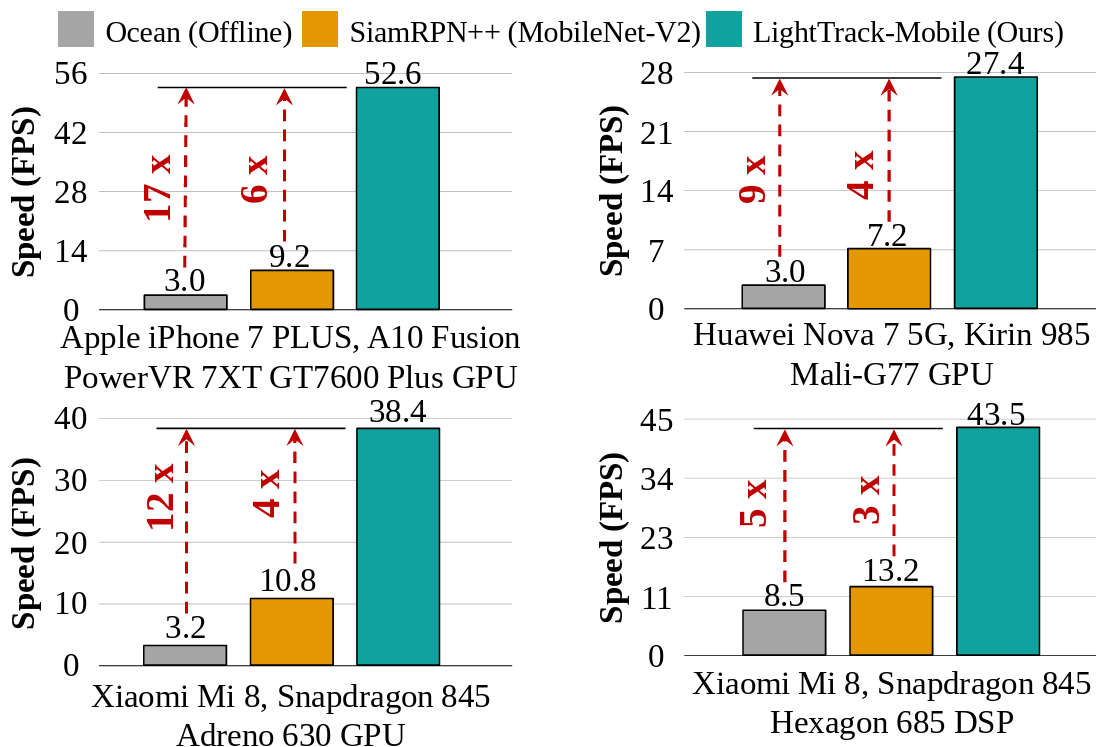 Ocean (Offline) SiamRPN++ (MobileNet-V2) LightTrack-Mobile (Ours)
Speed (FPS)
56
42
28
14
0
17 x
6 x
3.0
9.2
52.6
Apple iPhone 7 PLUS, A10 Fusion
PowerVR 7XT GT7600 Plus GPU
Speed (FPS)
28
21
14
7
0
9 x
4 x
3.0
7.2
27.4
Huawei Nova 7 5G, Kirin 985
Mali-G77 GPU
Speed (FPS)
40
30
20
10
0
12 x
4 x
3.2
10.8
38.4
Xiaomi Mi 8, Snapdragon 845
Adreno 630 GPU
Speed (FPS)
45
34
23
11
0
5 x
3 x
8.5
13.2
43.5
Xiaomi Mi 8, Snapdragon 845
Hexagon 685 DSP